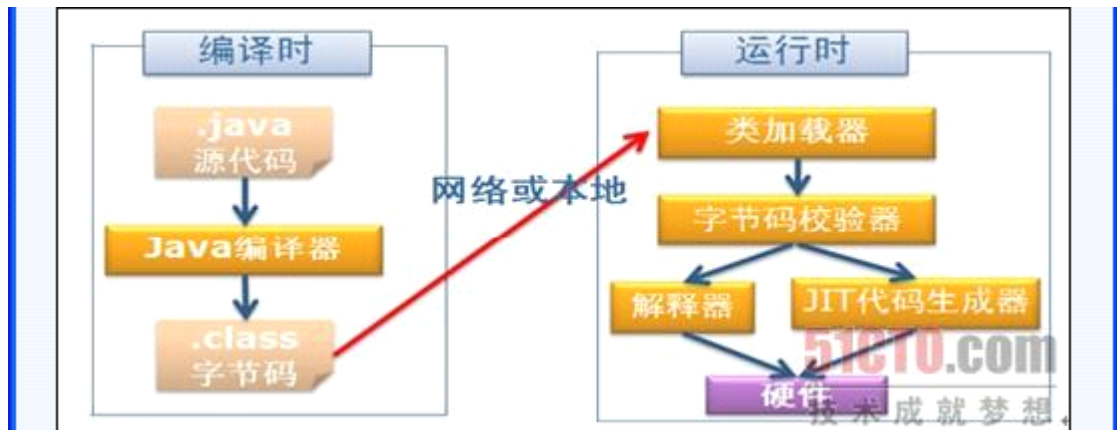 编译时
.java
源代码
Java编译器
.class
字节码
网络或本地
运行时
类加载器
字节码校验器
解释器
JIT代码生成器
硬件
51CTO.com
技术成就梦想